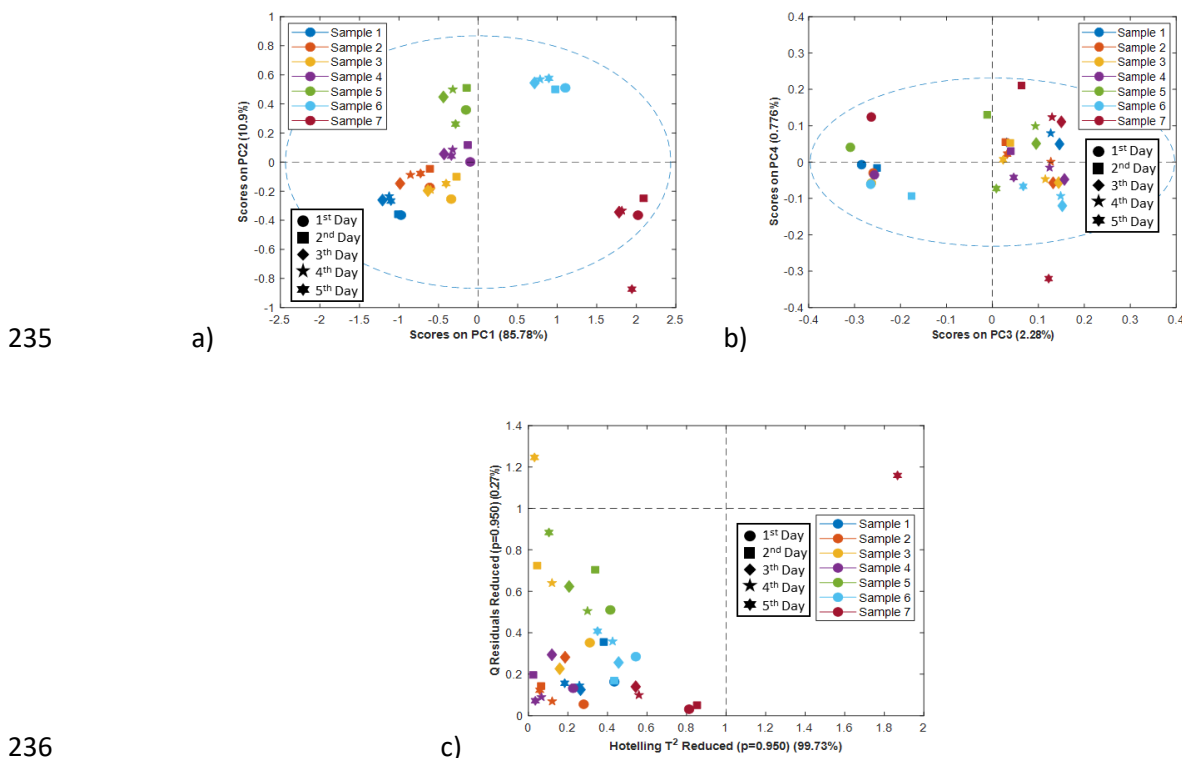 Sample 1
Sample 2
Sample 3
Sample 4
Sample 5
Sample 6
Sample 7
1st Day
2nd Day
3th Day
4th Day
5th Day
1
0.8
0.6
0.4
0.2
0
-0.2
-0.4
-0.6
-0.8
-1
Scores on PC2 (10.9%)
-2.5 -2 -1.5 -1 -0.5 0 0.5 1 1.5 2 2.5
Scores on PC1 (85.78%)
235 a)
0.4
0.3
0.2
0.1
0
-0.1
-0.2
-0.3
-0.4
Scores on PC4 (0.776%)
Sample 1
Sample 2
Sample 3
Sample 4
Sample 5
Sample 6
Sample 7
1st Day
2nd Day
3th Day
4th Day
5th Day
-0.4 -0.3 -0.2 -0.1 0 0.1 0.2 0.3 0.4
Scores on PC3 (2.28%)
b)
1.4
1.2
1
0.8
0.6
0.4
0.2
0
Q Residuals Reduced (p=0.950) (0.27%)
1st Day
2nd Day
3th Day
4th Day
5th Day
Sample 1
Sample 2
Sample 3
Sample 4
Sample 5
Sample 6
Sample 7
0 0.2 0.4 0.6 0.8 1 1.2 1.4 1.6 1.8 2
Hotelling T2 Reduced (p=0.950) (99.73%)
236 c)